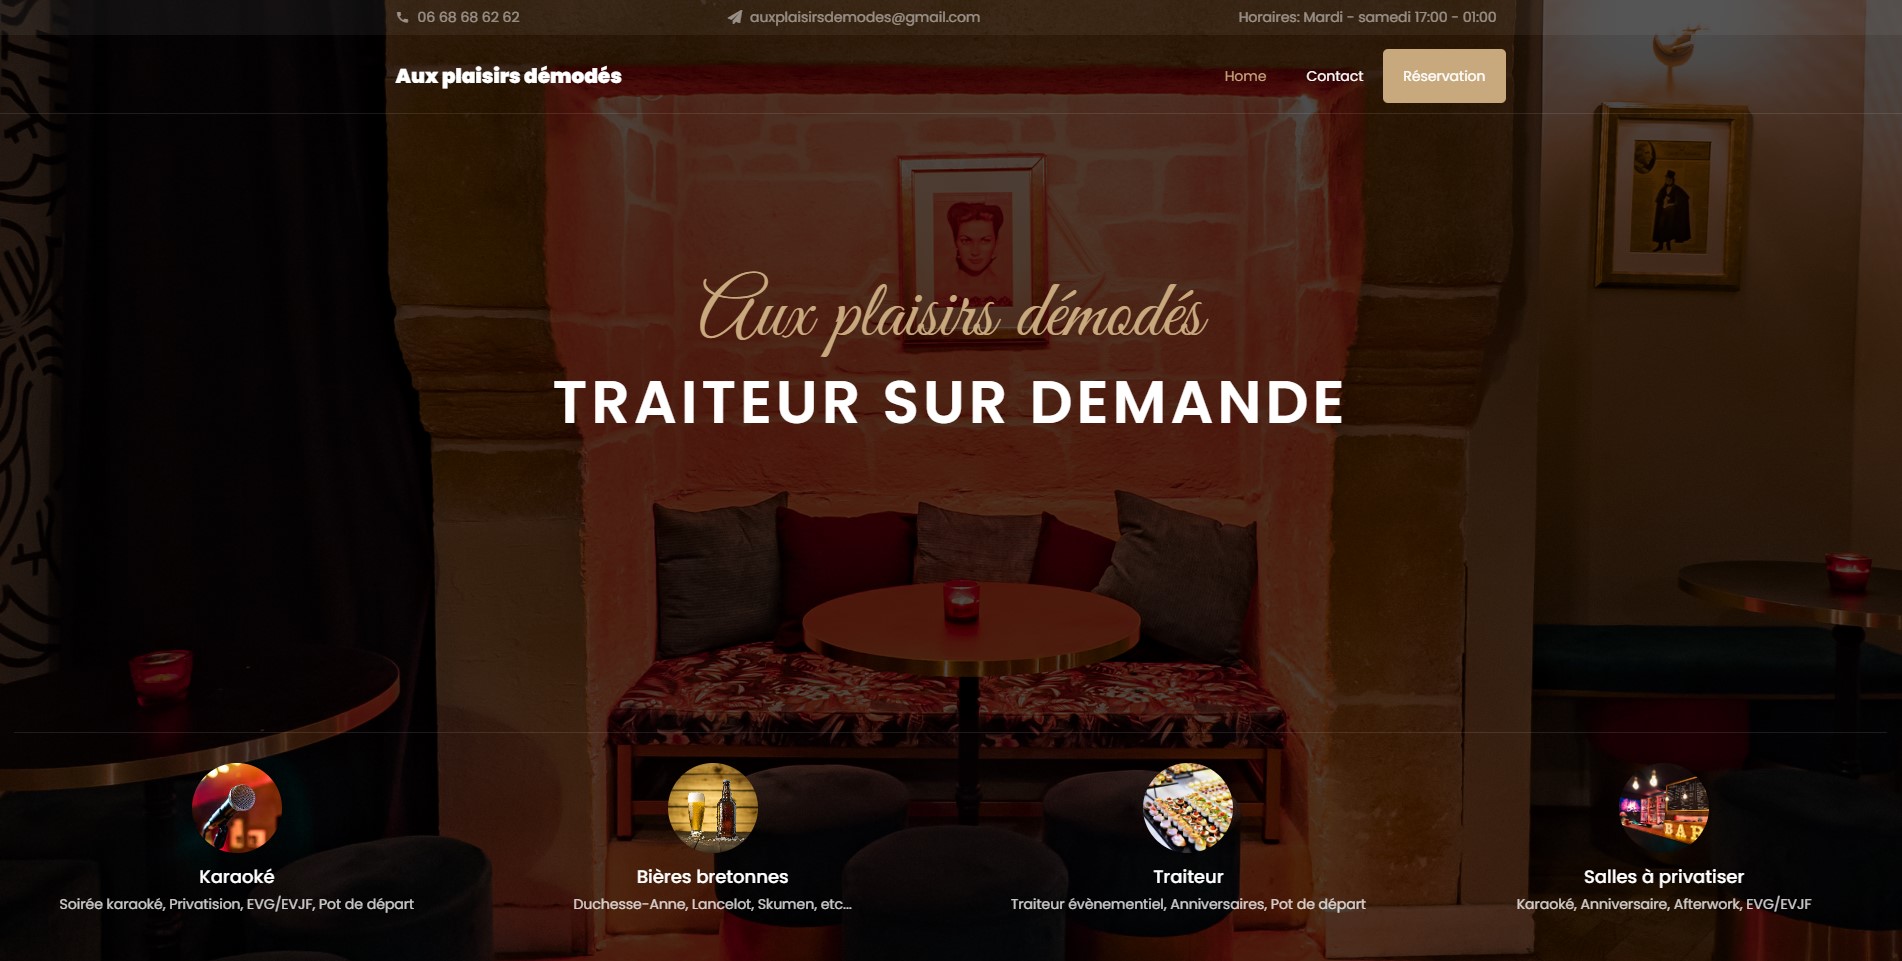 06 68 68 62 62
auxplaisirsdemodes@gmail.com
Horaires: Mardi - samedi 17:00 - 01:00
Aux plaisirs démodés
Home
Contact
Réservation
Aux plaisirs démodés
TRAITEUR SUR DEMANDE
BAR
Karaoké
Soirée karaoké, Privatision, EVG/EVJF, Pot de départ
Bières bretonnes
Duchesse-Anne, Lancelot, Skumen, etc...
Traiteur
Traiteur évènementiel, Anniversaires, Pot de départ
Salles à privatiser
Karaoké, Anniversaire, Afterwork, EVG/EVJF